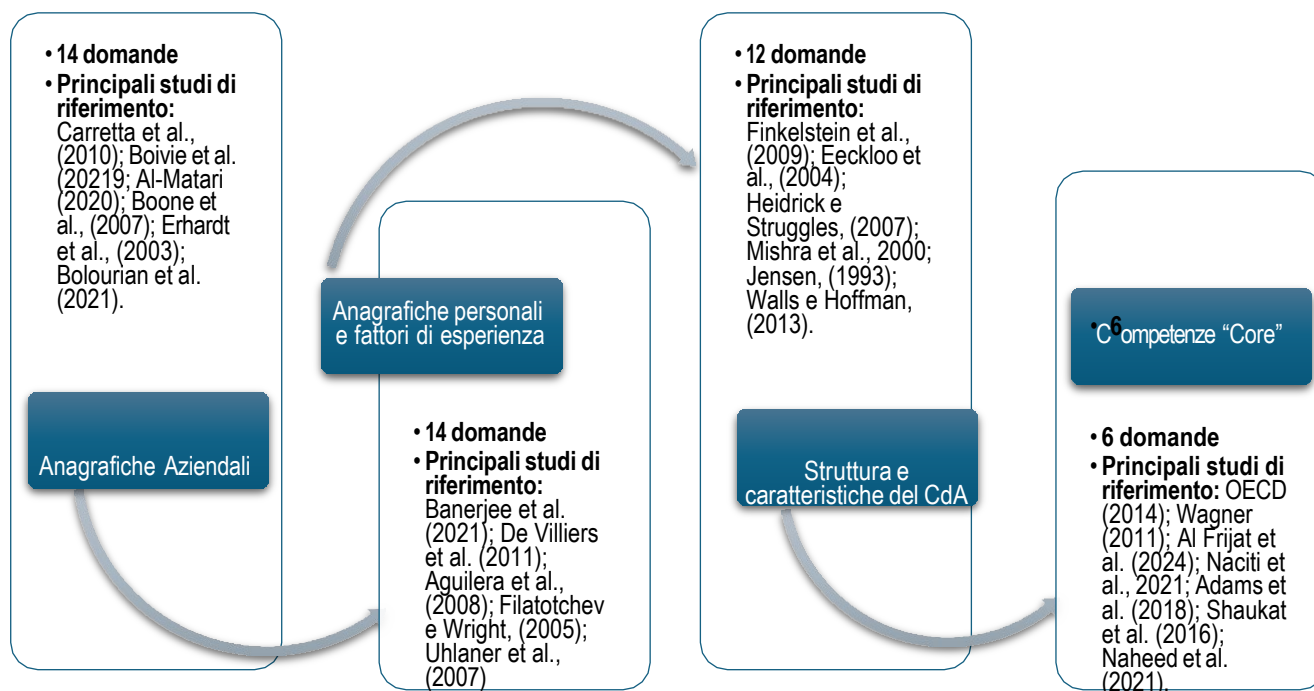 • 14 domande
• Principali studi di
riferimento:
Carretta et al.,
(2010); Boivie et al.
(20219; Al-Matari
(2020); Boone et
al., (2007); Erhardt
et al., (2003);
Bolourian et al.
(2021).
Anagrafiche Aziendali
Anagrafiche personali
e fattori di esperienza
• 14 domande
• Principali studi di
riferimento:
Banerjee et al.
(2021); De Villiers
et al. (2011);
Aguilera et al.,
(2008); Filatotchev
e Wright, (2005);
Uhlaner et al.,
(2007)
• 12 domande
• Principali studi di
riferimento:
Finkelstein et al.,
(2009); Eeckloo et
al., (2004);
Heidrick e
Struggles, (2007);
Mishra et al., 2000;
Jensen, (1993);
Walls e Hoffman,
(2013).
Struttura e
caratteristiche del CdA
• 6
Competenze “Core”
• 6 domande
• Principali studi di
riferimento: OECD
(2014); Wagner
(2011); Al Frijat et
al. (2024); Naciti et
al., 2021; Adams et
al. (2018); Shaukat
et al. (2016);
Naheed et al.
(2021).